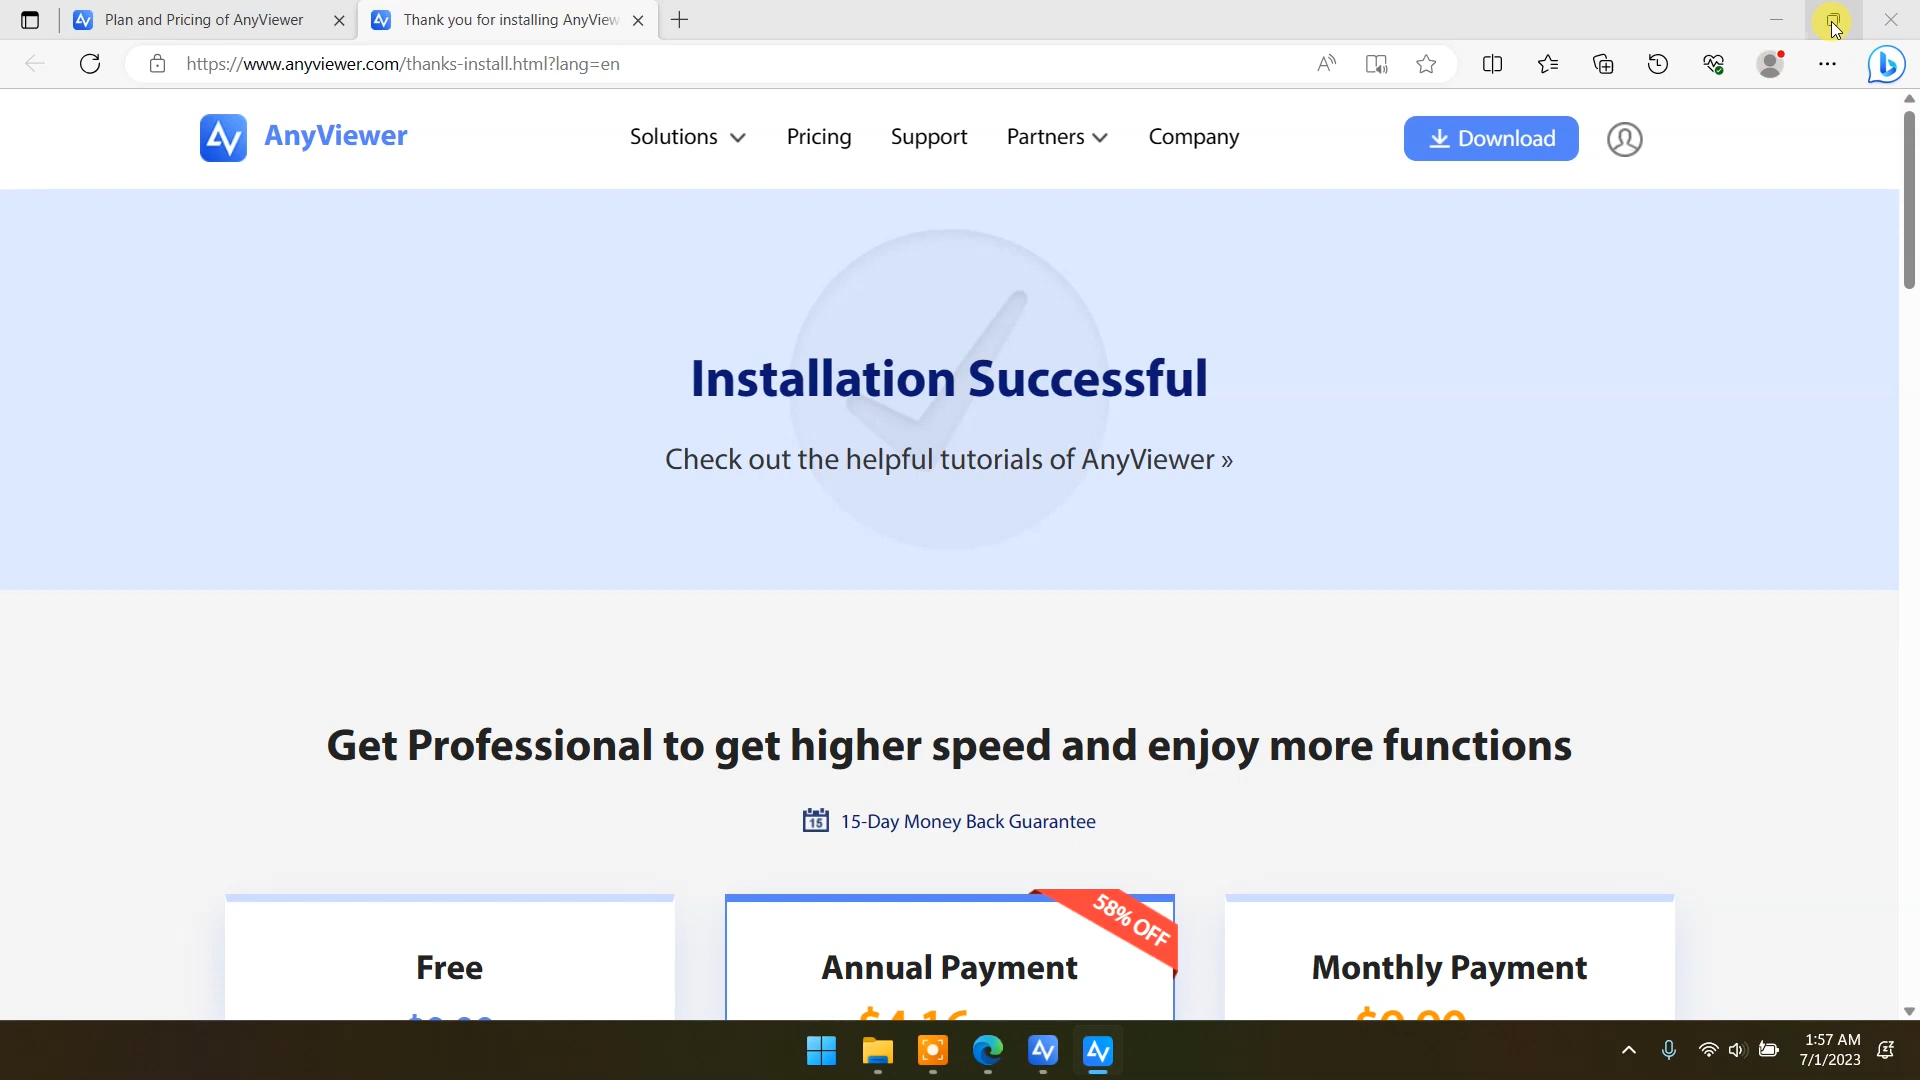 Plan and Pricing of AnyViewer
Thank you for installing AnyView
https://www.anyviewer.com/thanks-install.html?lang=en
AnyViewer
Solutions
Pricing
Support
Partners
Company
Download
Installation Successful
Check out the helpful tutorials of AnyViewer »
Get Professional to get higher speed and enjoy more functions
15
15-Day Money Back Guarantee
58% OFF
Free
Annual Payment
Monthly Payment
1:57 AM
7/1/2023